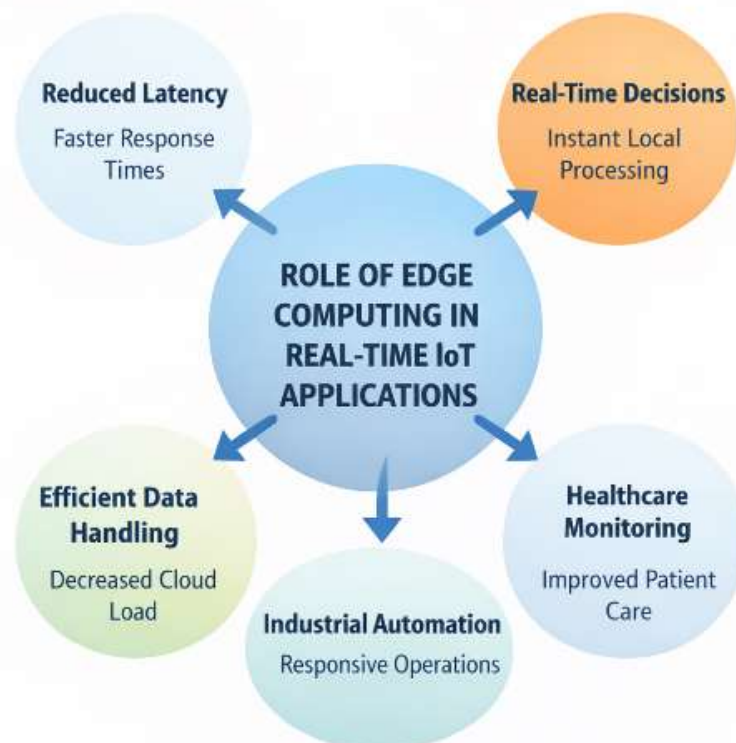 Reduced Latency
Faster Response
Times
Real-Time Decisions
Instant Local
Processing
ROLE OF EDGE
COMPUTING IN
REAL-TIME IoT
APPLICATIONS
Efficient Data
Handling
Decreased Cloud
Load
Industrial Automation
Responsive Operations
Healthcare
Monitoring
Improved Patient
Care